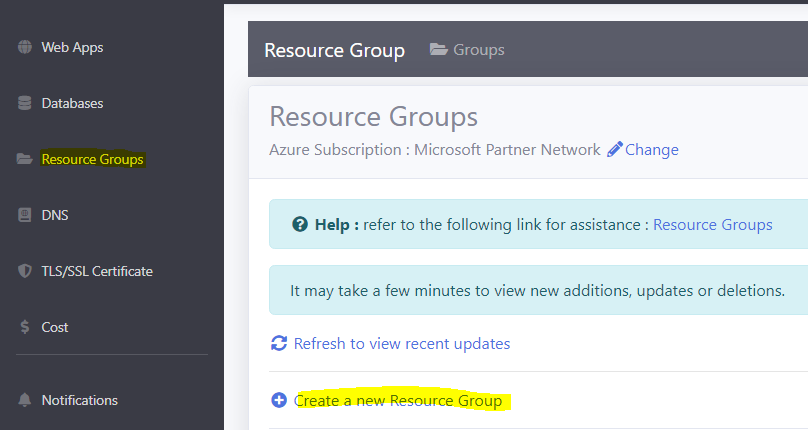 Web Apps
Databases
Resource Groups
DNS
TLS/SSL Certificate
Cost
Notifications
Resource Group Groups
Resource Groups
Azure Subscription : Microsoft Partner Network Change
Help : refer to the following link for assistance : Resource Groups
It may take a few minutes to view new additions, updates or deletions.
Refresh to view recent updates
Create a new Resource Group